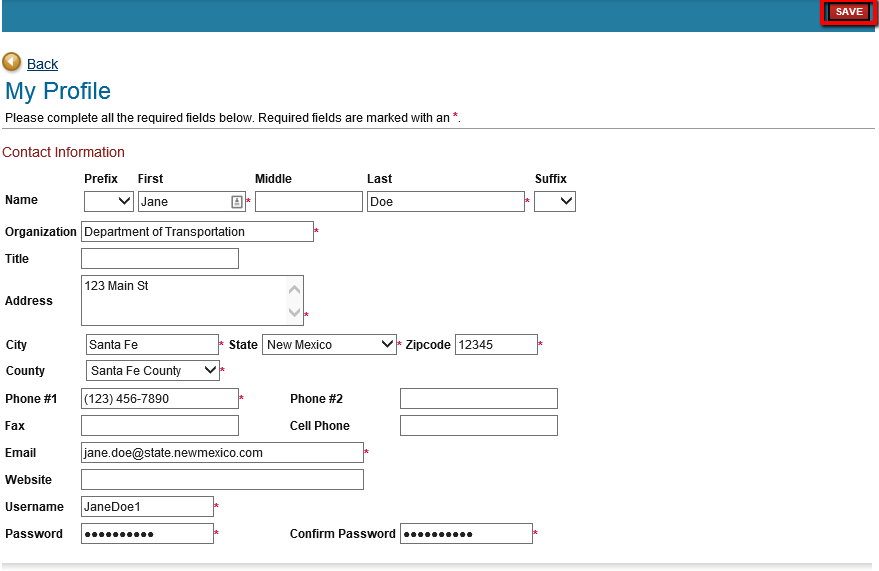 SAVE
Back
My Profile
Please complete all the required fields below. Required fields are marked with an *.
Contact Information
Prefix First Middle Last Suffix
Name Jane * Doe *
Organization Department of Transportation *
Title
Address 123 Main St *
City Santa Fe * State New Mexico * Zipcode 12345 *
County Santa Fe County *
Phone #1 (123) 456-7890 * Phone #2
Fax Cell Phone
Email jane.doe@state.newmexico.com *
Website
Username JaneDoe1 *
Password ●●●●●●●●●● * Confirm Password ●●●●●●●●●● *